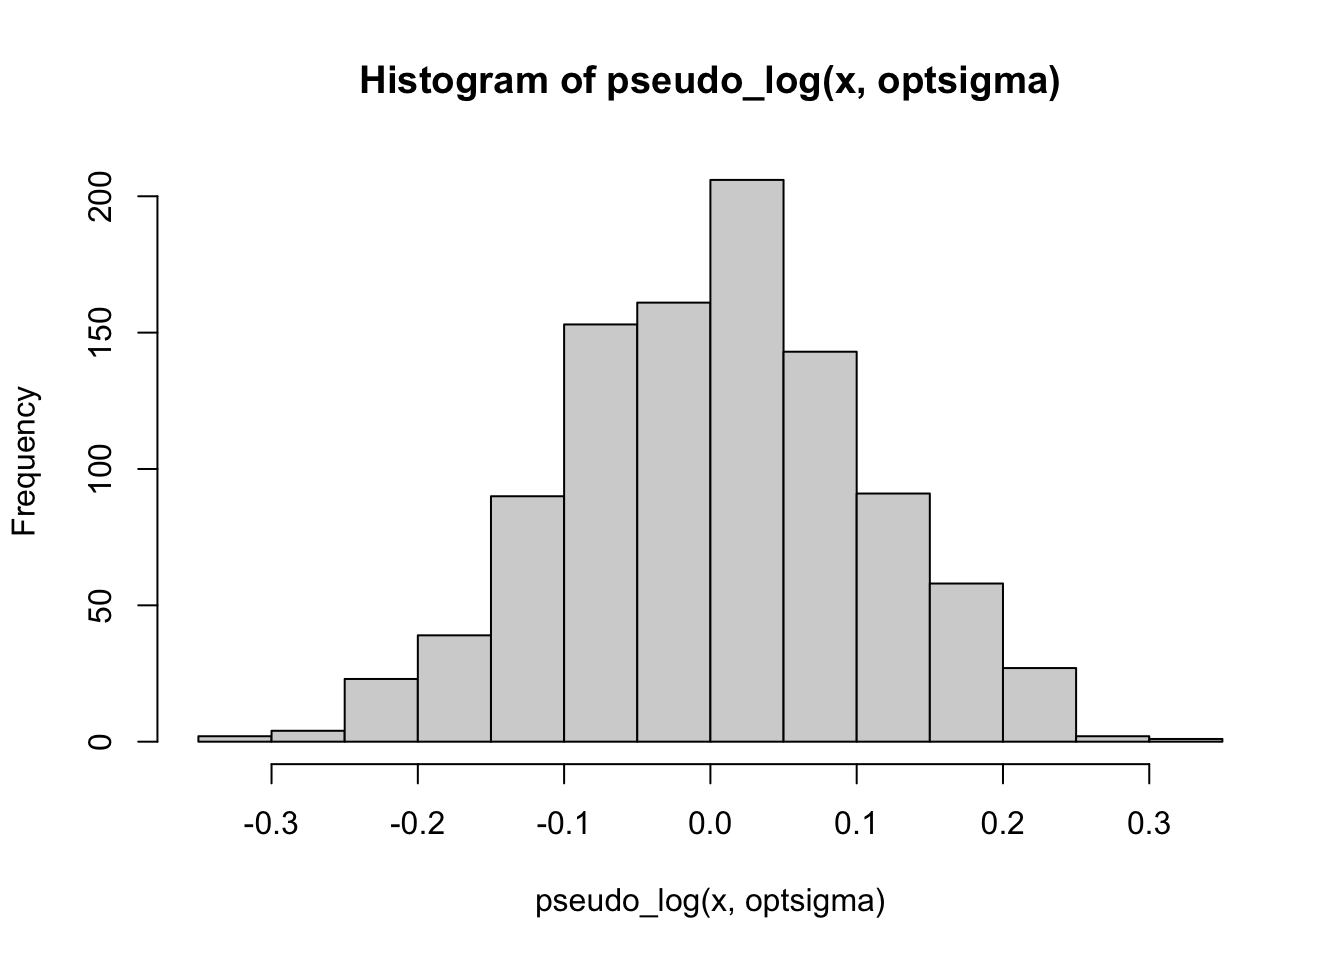 Histogram of pseudo_log(x, optsigma)
Frequency
200
150
100
50
0
-0.3 -0.2 -0.1 0.0 0.1 0.2 0.3
pseudo_log(x, optsigma)